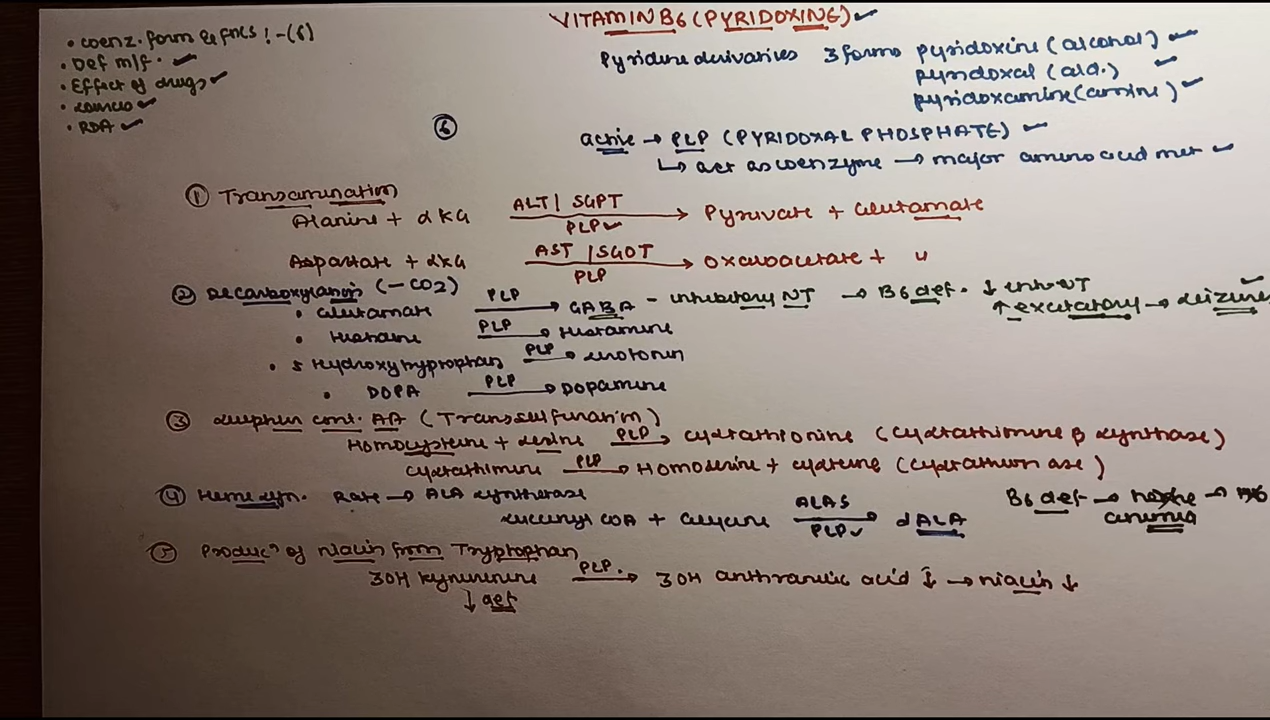 VITAMIN B6 (PYRIDOXINE)
• coenz. form & fncs :- (6)
• Def m/f.
• Effect of drugs
• sources
• RDA
Pyridine derivatives 3 forms pyridoxine (alcohol)
pyridoxal (ald.)
pyridoxamine (amine)
⑥
active → PLP (PYRIDOXAL PHOSPHATE)
↳ act as coenzyme → major amino acid met
① Transamination
Alanine + αKG ALT | SGPT PLP → Pyruvate + Glutamate
Aspartate + αKG AST | SGOT PLP → oxaloacetate + "
② Decarboxylation (- CO2)
• Glutamate PLP → GABA - inhibitory NT → B6 def. ↓ inh NT
↑ excitatory → seizures
• Histidine PLP → Histamine
• 5 Hydroxytryptophan PLP → serotonin
• DOPA PLP → Dopamine
③ sulphur cont. AA (Transsulfuration)
Homocysteine + serine PLP → cystathionine (cystathionine β synthase)
cystathionine PLP → Homoserine + cysteine (cystathionase)
④ Heme syn. Rate → ALA synthetase
succinyl COA + Glycine ALAS PLP → dALA
B6 def → heme →
anemia
⑤ Producⁿ of niacin from Tryptophan
3OH kynurenine PLP. → 3OH anthranilic acid ↓ → niacin ↓
↓ def